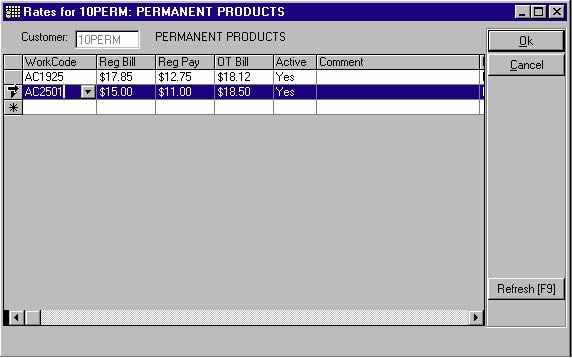 Rates for 10PERM: PERMANENT PRODUCTS
Customer: 10PERM PERMANENT PRODUCTS
Ok
Cancel
WorkCode Reg Bill Reg Pay OT Bill Active Comment
AC1925 $17.85 $12.75 $18.12 Yes
AC2501 $15.00 $11.00 $18.50 Yes
Refresh [F9]